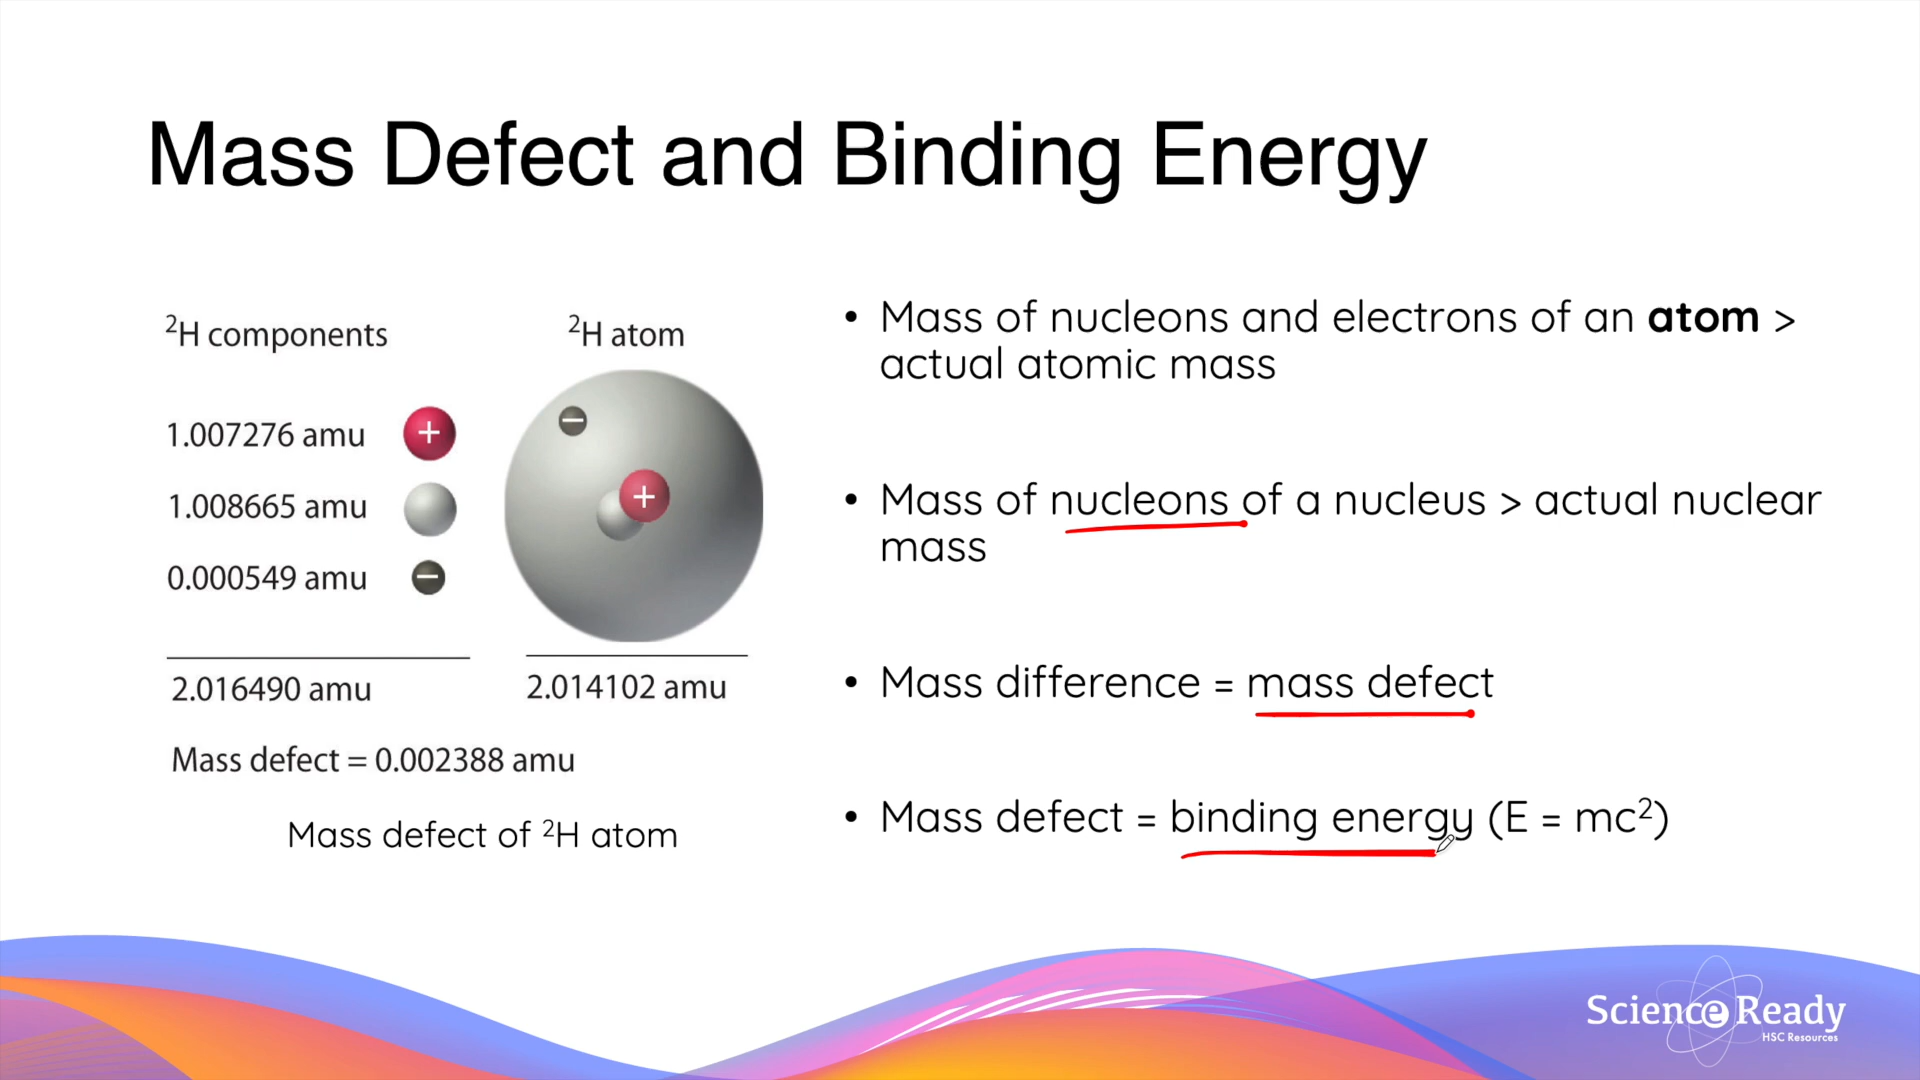 Mass Defect and Binding Energy
²H components
²H atom
1.007276 amu
+
1.008665 amu
0.000549 amu
−
−
+
2.016490 amu
2.014102 amu
Mass defect = 0.002388 amu
Mass defect of ²H atom
• Mass of nucleons and electrons of an atom >
actual atomic mass
• Mass of nucleons of a nucleus > actual nuclear
mass
• Mass difference = mass defect
• Mass defect = binding energy (E = mc²)
Science Ready
HSC Resources